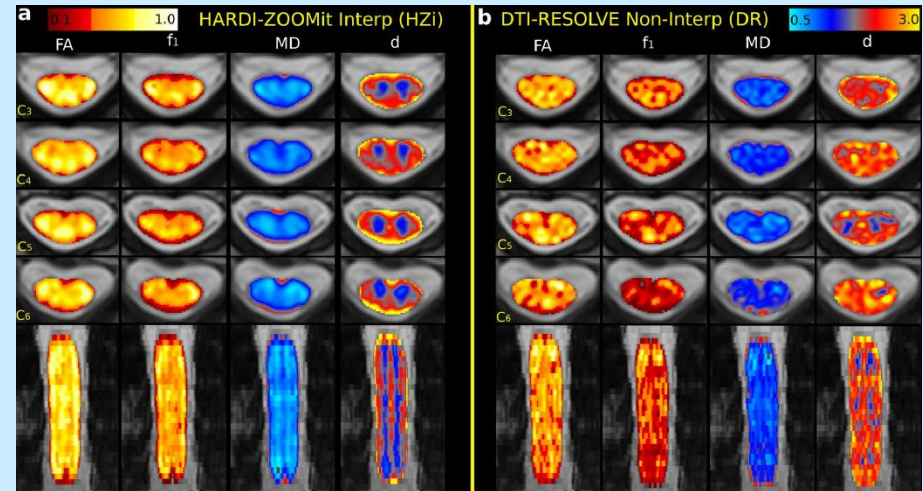 a 0.1 1.0 HARDI-ZOOMit Interp (HZi)
FA f₁ MD d
C₃
C₄
C₅
C₆
b DTI-RESOLVE Non-Interp (DR) 0.5 3.0
FA f₁ MD d
C₃
C₄
C₅
C₆